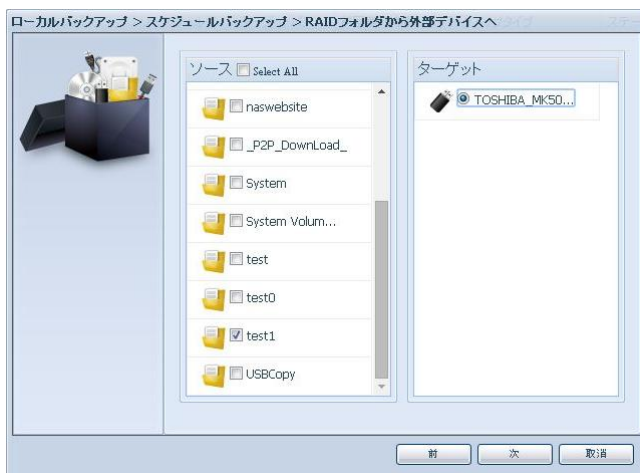 ローカルバックアップ > スケジュールバックアップ > RAIDフォルダから外部デバイスへ
ソース Select All
naswebsite
_P2P_DownLoad_
System
System Volum...
test
test0
test1
USBCopy
ターゲット
TOSHIBA_MK50...
前 次 取消